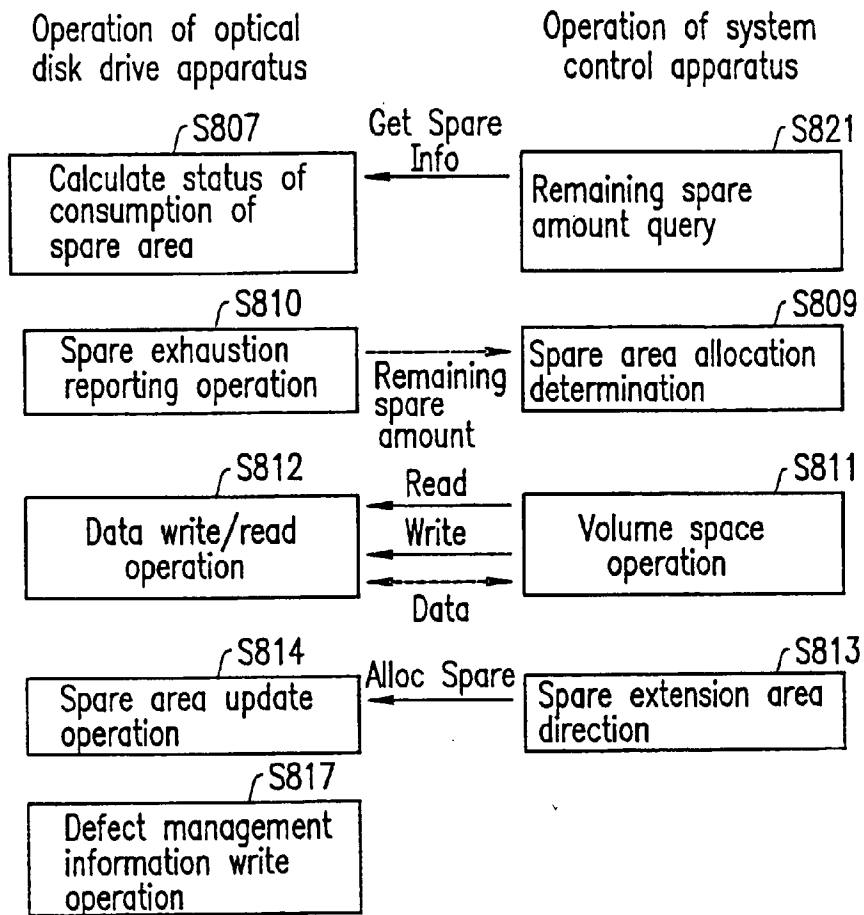 Operation of optical
disk drive apparatus
Operation of system
control apparatus
S807
Get Spare
Info
S821
Calculate status of
consumption of
spare area
Remaining spare
amount query
S810
S809
Spare exhaustion
reporting operation
Remaining
spare
amount
Spare area allocation
determination
S812
Read
S811
Data write/read
operation
Write
Data
Volume space
operation
S814
Alloc Spare
S813
Spare area update
operation
Spare extension area
direction
S817
Defect management
information write
operation